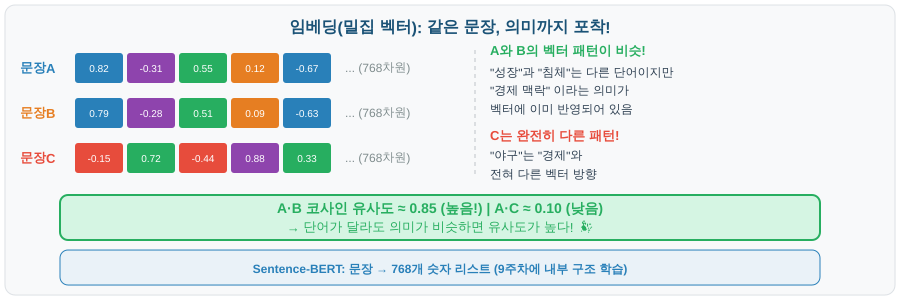 임베딩(밀집 벡터): 같은 문장, 의미까지 포착!
문장A 0.82 -0.31 0.55 0.12 -0.67 ... (768차원)
문장B 0.79 -0.28 0.51 0.09 -0.63 ... (768차원)
문장C -0.15 0.72 -0.44 0.88 0.33 ... (768차원)
A와 B의 벡터 패턴이 비슷!
"성장"과 "침체"는 다른 단어이지만
"경제 맥락" 이라는 의미가
벡터에 이미 반영되어 있음
C는 완전히 다른 패턴!
"야구"는 "경제"와
전혀 다른 벡터 방향
A·B 코사인 유사도 ≈ 0.85 (높음!) | A·C ≈ 0.10 (낮음)
→ 단어가 달라도 의미가 비슷하면 유사도가 높다! 🎉
Sentence-BERT: 문장 → 768개 숫자 리스트 (9주차에 내부 구조 학습)